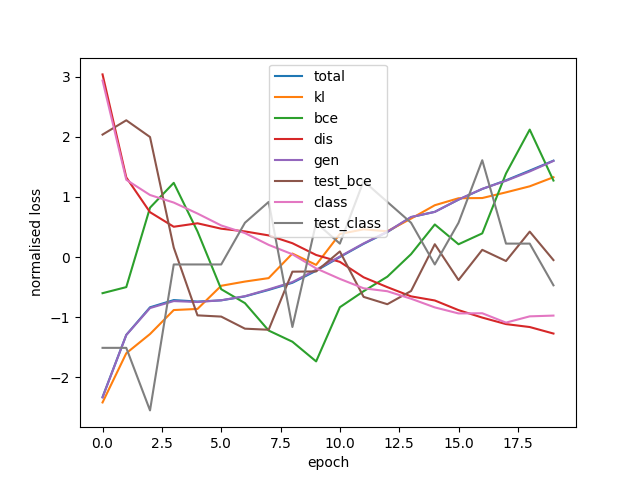 3
2
1
0
−1
−2
normalised loss
total
kl
bce
dis
gen
test_bce
class
test_class
0.0 2.5 5.0 7.5 10.0 12.5 15.0 17.5
epoch